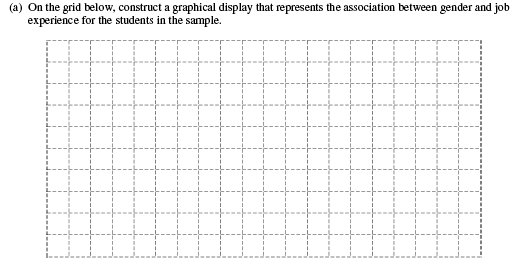 (a) On the grid below, construct a graphical display that represents the association between gender and job
experience for the students in the sample.